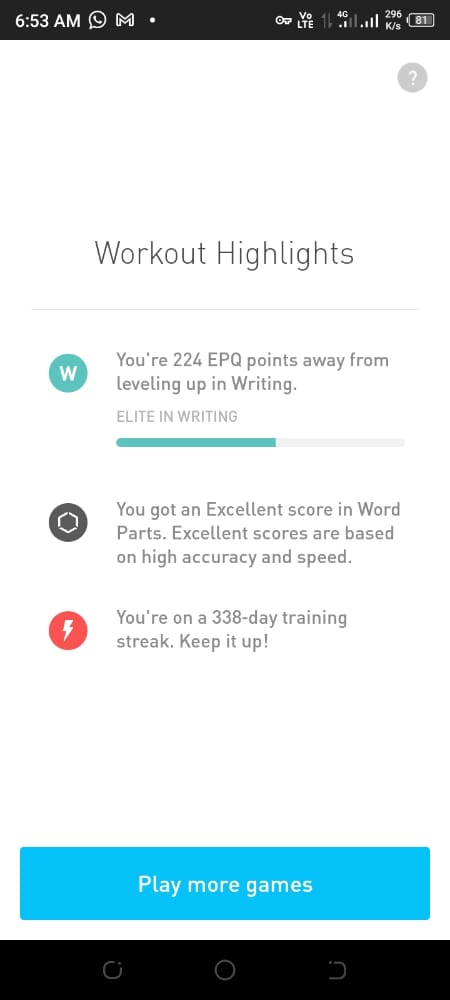 6:53 AM
Vo
LTE
4G
296
K/s
81
?
Workout Highlights
W
You're 224 EPQ points away from
leveling up in Writing.
ELITE IN WRITING
You got an Excellent score in Word
Parts. Excellent scores are based
on high accuracy and speed.
You're on a 338-day training
streak. Keep it up!
Play more games